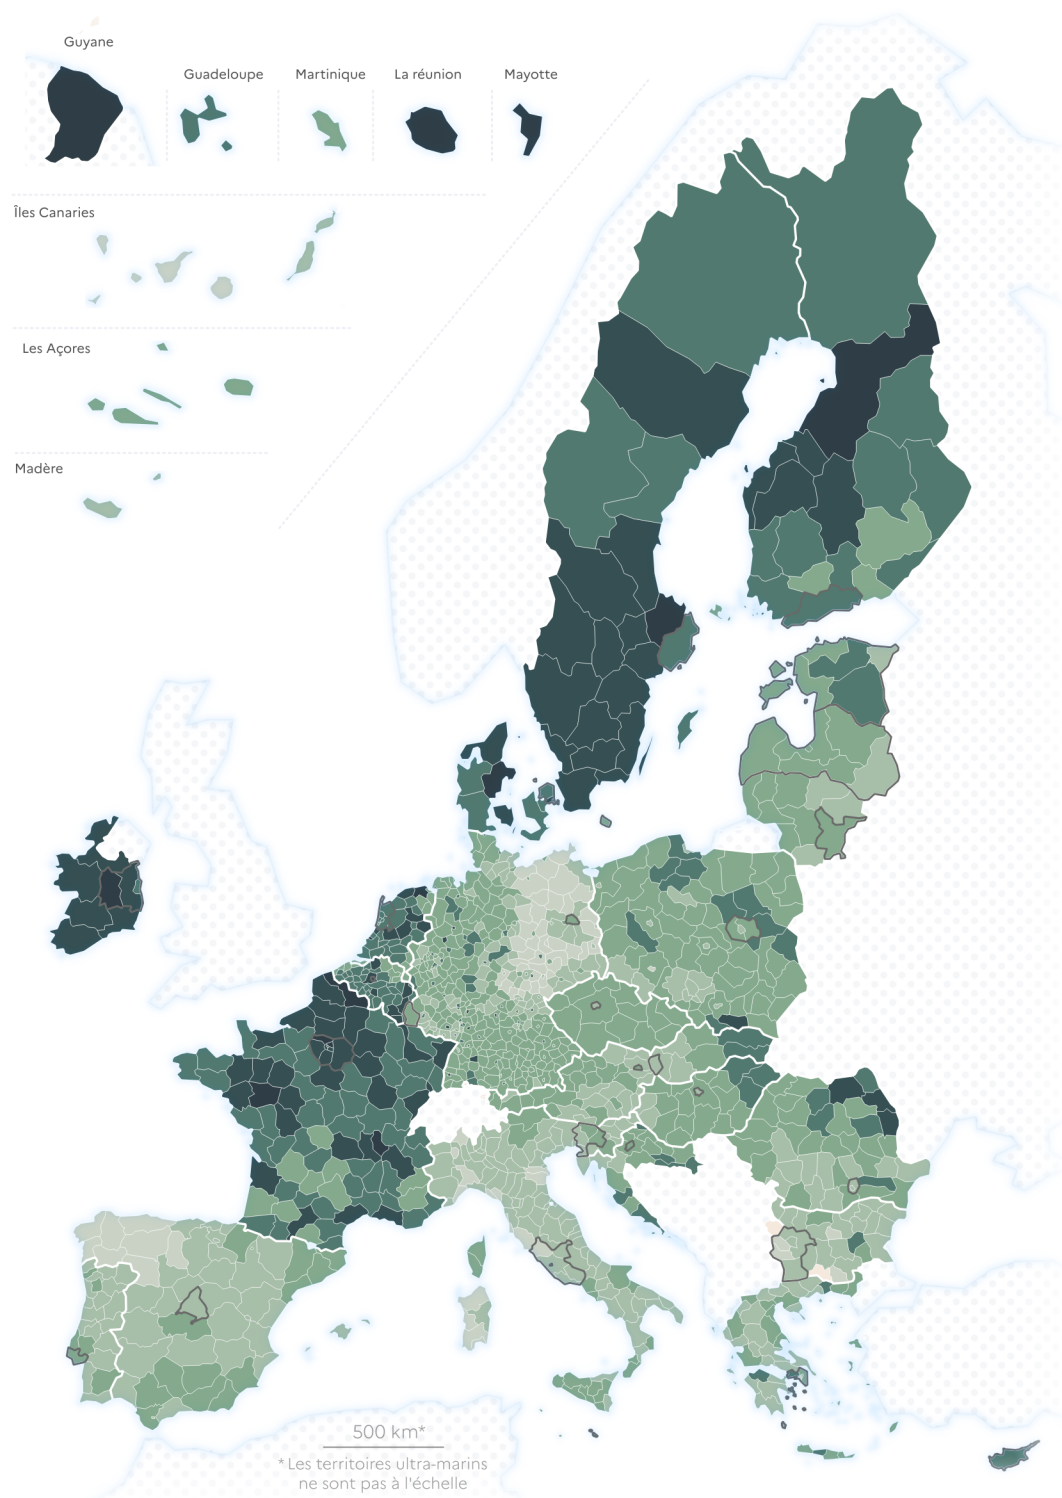 Guyane
Guadeloupe
Martinique
La réunion
Mayotte
Îles Canaries
Les Açores
Madère
500 km*
* Les territoires ultra-marins
ne sont pas à l'échelle